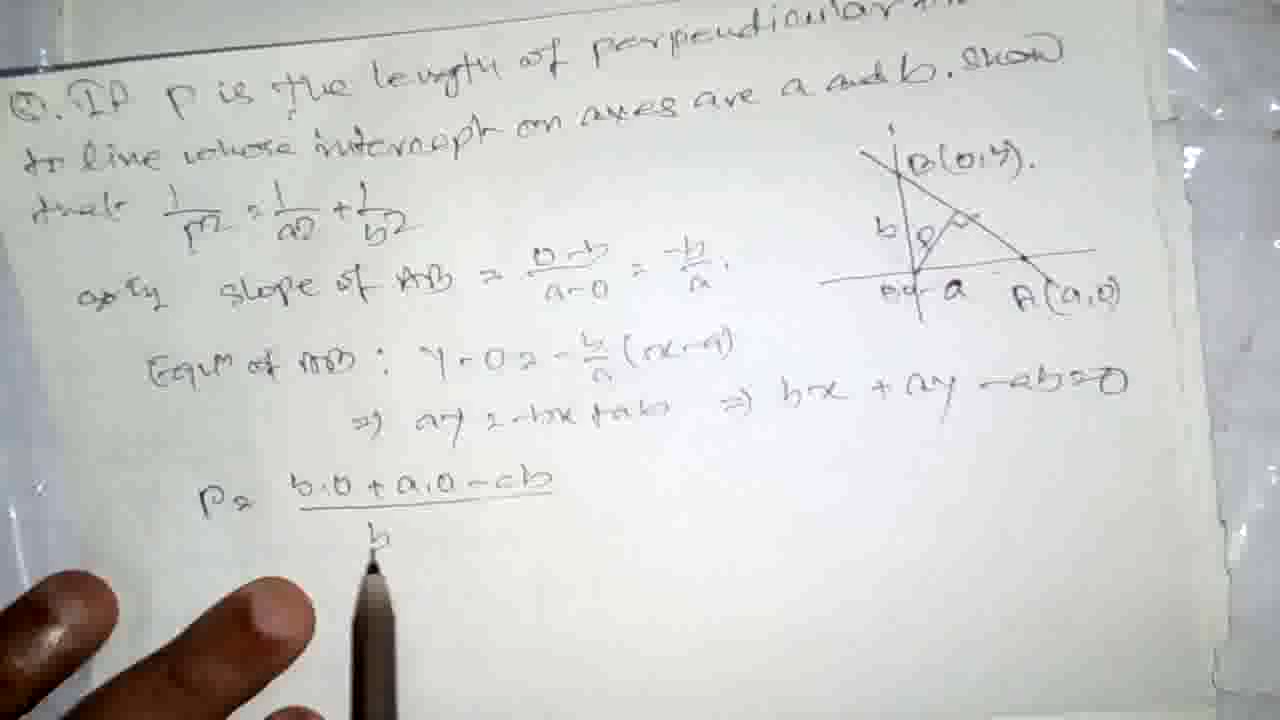 Q. If P is the length of perpendicular
to line whose intercept on axes are a and b. show
that 1/p2 = 1/a2 + 1/b2
B(0,4).
b
P
0,0 a A(a,0)
slope of AB = 0-b/a-0 = -b/a.
Eqn of AB : y-0 = -b/a (x-a)
⇒ ay = -bx + ab ⇒ bx + ay - ab = 0
P = b.0 + a.0 - ab
b